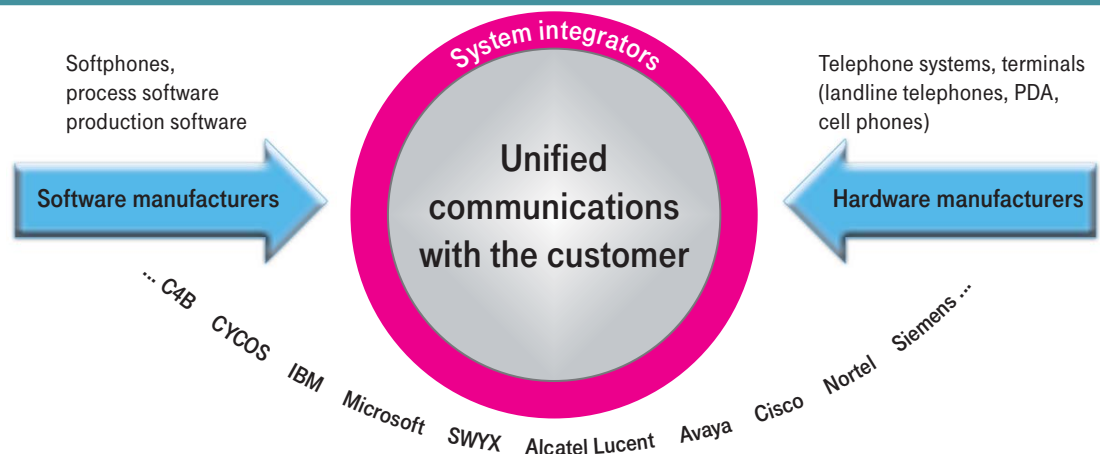 System integrators
Softphones,
process software
production software
Software manufacturers
Unified
communications
with the customer
Telephone systems, terminals
(landline telephones, PDA,
cell phones)
Hardware manufacturers
... C4B CYCOS IBM Microsoft SWYX Alcatel Lucent Avaya Cisco Nortel Siemens ...